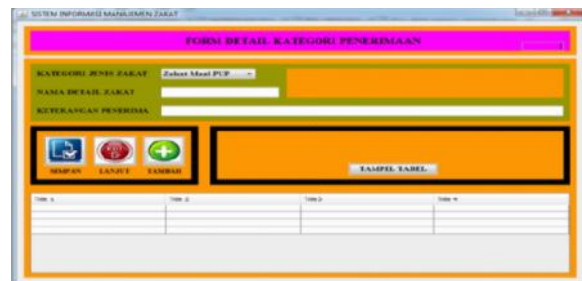 SISTEM INFORMASI MANAJEMEN ZAKAT
FORM DETAIL KATEGORI PENERIMAAN
KATEGORI JENIS ZAKAT Zakat Maal PCP
NAMA DETAIL ZAKAT
KETERANGAN PENERIMA
SIMPAN LANJUT TAMBAH
TAMPIL TABEL
Title 1 Title 2 Title 3 Title 4